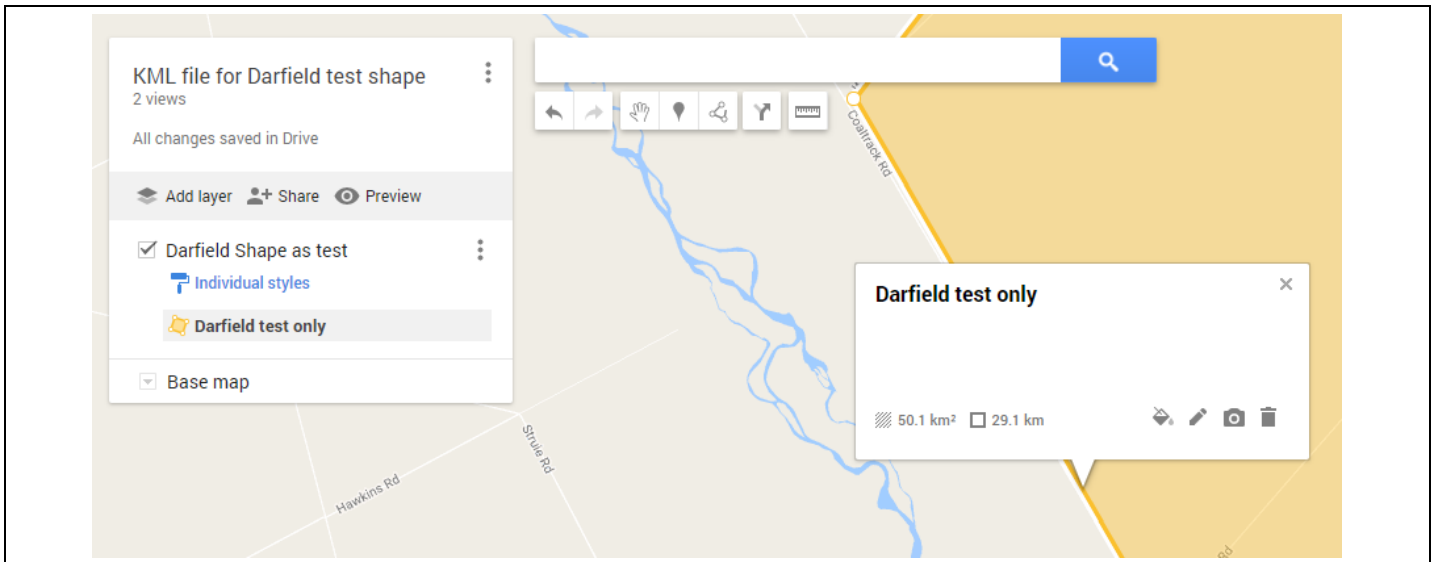 KML file for Darfield test shape
2 views
All changes saved in Drive
Add layer Share Preview
Darfield Shape as test
Individual styles
Darfield test only
Base map
Coaltrack Rd
Darfield test only
50.1 km² 29.1 km
Struie Rd
Hawkins Rd
Rd